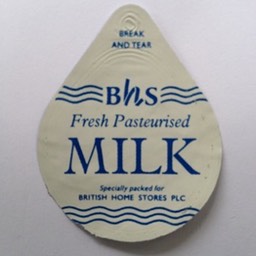 BREAK
AND TEAR
BhS
Fresh Pasteurised
MILK
Specially packed for
BRITISH HOME STORES PLC